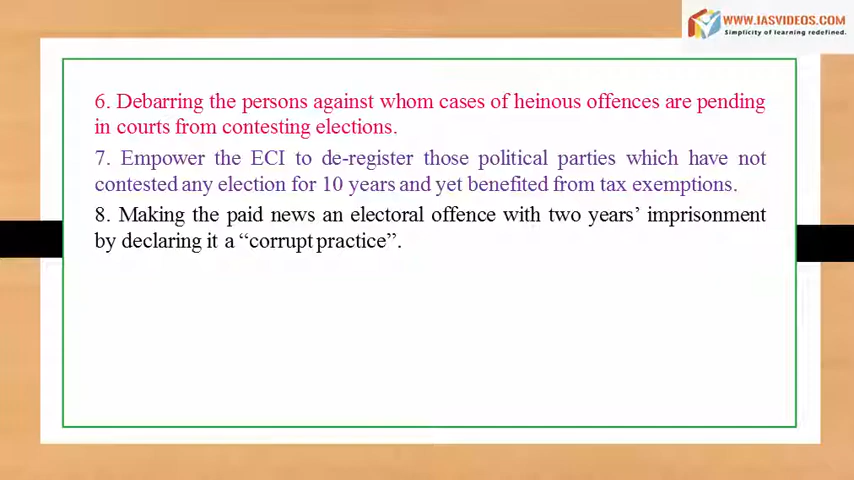 WWW.IASVIDEOS.COM
Simplicity of learning redefined.
6. Debarring the persons against whom cases of heinous offences are pending
in courts from contesting elections.
7. Empower the ECI to de-register those political parties which have not
contested any election for 10 years and yet benefited from tax exemptions.
8. Making the paid news an electoral offence with two years’ imprisonment
by declaring it a “corrupt practice”.